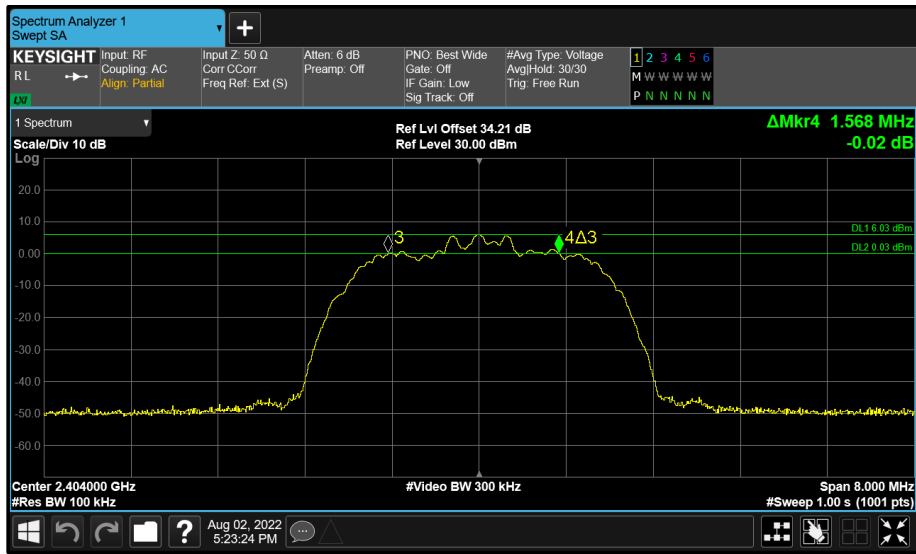 Spectrum Analyzer 1
Swept SA
KEYSIGHT
RL
LXI
Input: RF
Coupling: AC
Align: Partial
Input Z: 50 Ω
Corr CCorr
Freq Ref: Ext (S)
Atten: 6 dB
Preamp: Off
PNO: Best Wide
Gate: Off
IF Gain: Low
Sig Track: Off
#Avg Type: Voltage
Avg|Hold: 30/30
Trig: Free Run
1 2 3 4 5 6
M W W W W W
P N N N N N
1 Spectrum
Scale/Div 10 dB
Ref Lvl Offset 34.21 dB
Ref Level 30.00 dBm
ΔMkr4 1.568 MHz
-0.02 dB
Log
20.0
10.0
0.00
-10.0
-20.0
-30.0
-40.0
-50.0
-60.0
3
4Δ3
DL1 6.03 dBm
DL2 0.03 dBm
Center 2.404000 GHz
#Res BW 100 kHz
#Video BW 300 kHz
Span 8.000 MHz
#Sweep 1.00 s (1001 pts)
?
Aug 02, 2022
5:23:24 PM